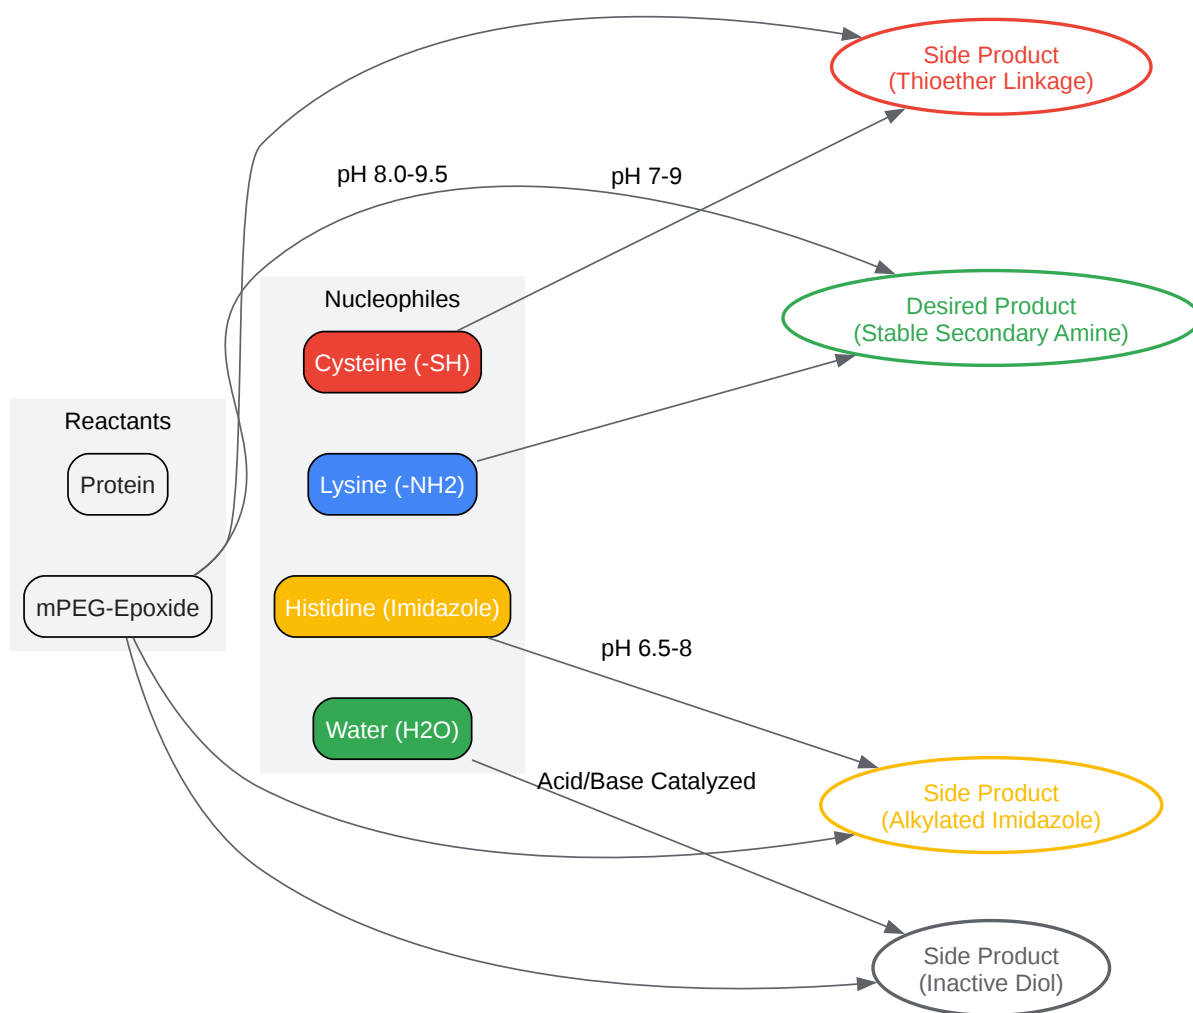 Side Product
(Thioether Linkage)
pH 8.0-9.5
pH 7-9
Nucleophiles
Desired Product
(Stable Secondary Amine)
Cysteine (-SH)
Reactants
Protein
Lysine (-NH2)
mPEG-Epoxide
Histidine (Imidazole)
pH 6.5-8
Water (H2O)
Acid/Base Catalyzed
Side Product
(Alkylated Imidazole)
Side Product
(Inactive Diol)